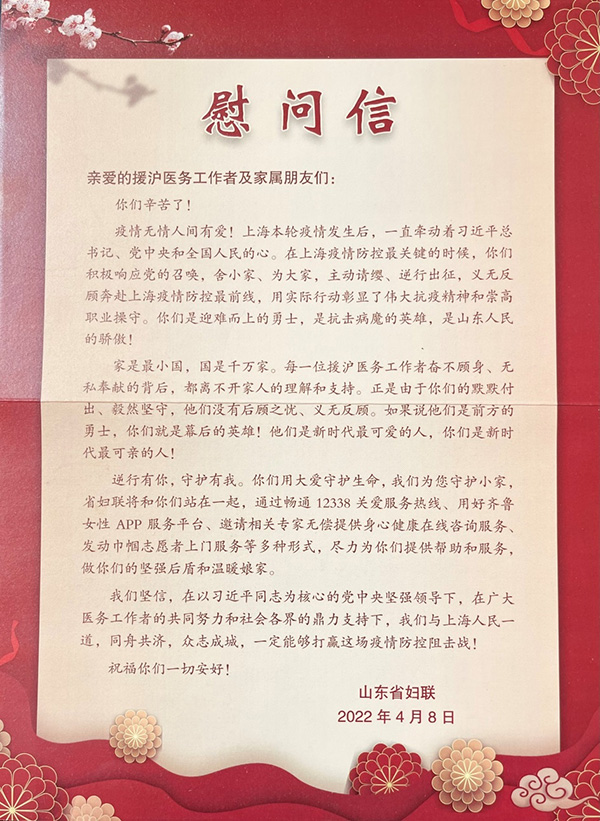 慰问信
亲爱的援沪医务工作者及家属朋友们：
你们辛苦了！
疫情无情人间有爱！上海本轮疫情发生后，一直牵动着习近平总
书记、党中央和全国人民的心。在上海疫情防控最关键的时候，你们
积极响应党的召唤，舍小家、为大家，主动请缨、逆行出征，义无反
顾奔赴上海疫情防控最前线，用实际行动彰显了伟大抗疫精神和崇高
职业操守。你们是迎难而上的勇士，是抗击病魔的英雄，是山东人民
的骄傲！
家是最小国，国是千万家。每一位援沪医务工作者奋不顾身、无
私奉献的背后，都离不开家人的理解和支持。正是由于你们的默默付
出、毅然坚守，他们没有后顾之忧、义无反顾。如果说他们是前方的
勇士，你们就是幕后的英雄！他们是新时代最可爱的人，你们是新时
代最可亲的人！
逆行有你，守护有我。你们用大爱守护生命，我们为您守护小家，
省妇联将和你们站在一起，通过畅通 12338 关爱服务热线、用好齐鲁
女性 APP 服务平台、邀请相关专家无偿提供身心健康在线咨询服务、
发动巾帼志愿者上门服务等多种形式，尽力为你们提供帮助和服务，
做你们的坚强后盾和温暖娘家。
我们坚信，在以习近平同志为核心的党中央坚强领导下，在广大
医务工作者的共同努力和社会各界的鼎力支持下，我们与上海人民一
道，同舟共济，众志成城，一定能够打赢这场疫情防控阻击战！
祝福你们一切安好！
山东省妇联
2022 年 4 月 8 日